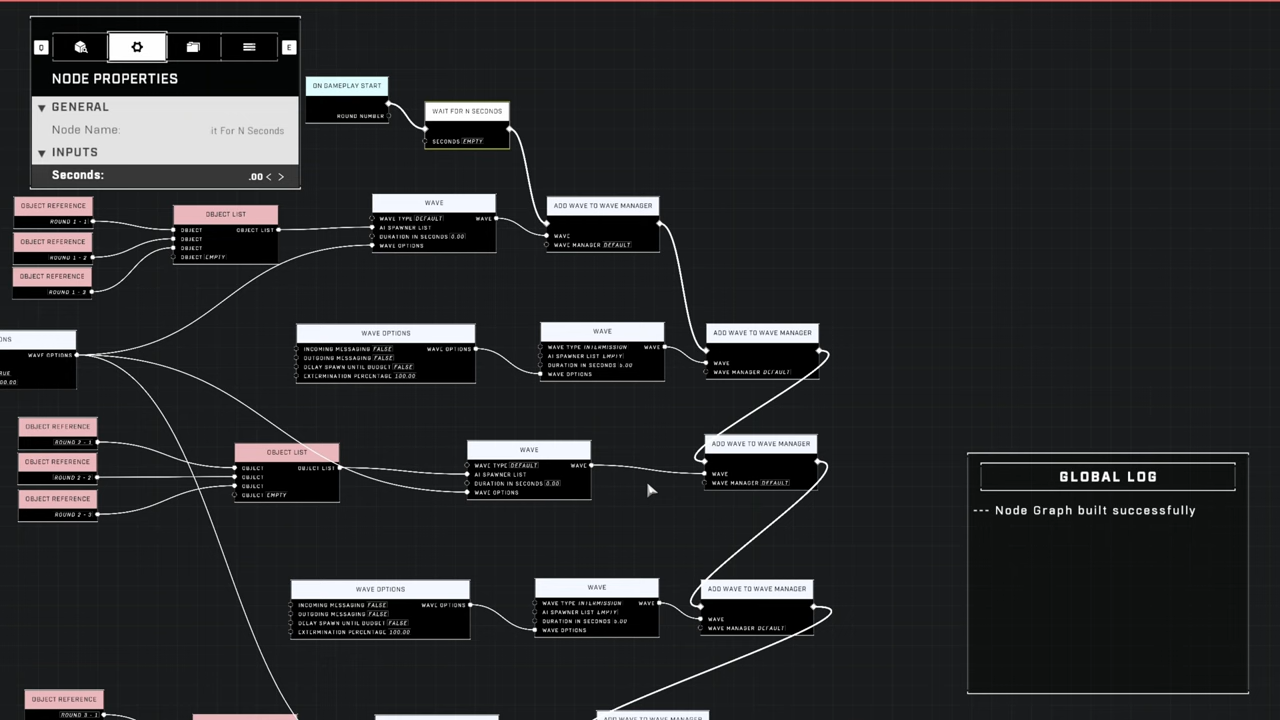 Q
E
NODE PROPERTIES
GENERAL
Node Name: it For N Seconds
INPUTS
Seconds: .00 < >
ON GAMEPLAY START
ROUND NUMBER
WAIT FOR N SECONDS
SECONDS EMPTY
OBJECT REFERENCE
ROUND 1 - 1
OBJECT REFERENCE
ROUND 1 - 2
OBJECT REFERENCE
ROUND 1 - 3
OBJECT LIST
OBJECT OBJECT LIST
OBJECT
OBJECT
OBJECT EMPTY
WAVE
WAVE TYPE DEFAULT WAVE
AI SPAWNER LIST
DURATION IN SECONDS 0.00
WAVE OPTIONS
ADD WAVE TO WAVE MANAGER
WAVE
WAVE MANAGER DEFAULT
ONS
WAVE OPTIONS
RUE
00.00
WAVE OPTIONS
INCOMING MESSAGING FALSE WAVE OPTIONS
OUTGOING MESSAGING FALSE
DELAY SPAWN UNTIL BUDGET FALSE
EXTERMINATION PERCENTAGE 100.00
WAVE
WAVE TYPE INTERMISSION WAVE
AI SPAWNER LIST EMPTY
DURATION IN SECONDS 5.00
WAVE OPTIONS
ADD WAVE TO WAVE MANAGER
WAVE
WAVE MANAGER DEFAULT
OBJECT REFERENCE
ROUND 2 - 1
OBJECT REFERENCE
ROUND 2 - 2
OBJECT REFERENCE
ROUND 2 - 3
OBJECT LIST
OBJECT OBJECT LIST
OBJECT
OBJECT
OBJECT EMPTY
WAVE
WAVE TYPE DEFAULT WAVE
AI SPAWNER LIST
DURATION IN SECONDS 0.00
WAVE OPTIONS
ADD WAVE TO WAVE MANAGER
WAVE
WAVE MANAGER DEFAULT
GLOBAL LOG
--- Node Graph built successfully
WAVE OPTIONS
INCOMING MESSAGING FALSE WAVE OPTIONS
OUTGOING MESSAGING FALSE
DELAY SPAWN UNTIL BUDGET FALSE
EXTERMINATION PERCENTAGE 100.00
WAVE
WAVE TYPE INTERMISSION WAVE
AI SPAWNER LIST EMPTY
DURATION IN SECONDS 5.00
WAVE OPTIONS
ADD WAVE TO WAVE MANAGER
WAVE
WAVE MANAGER DEFAULT
OBJECT REFERENCE
ROUND 3 - 1
ADD WAVE TO WAVE MANAGER